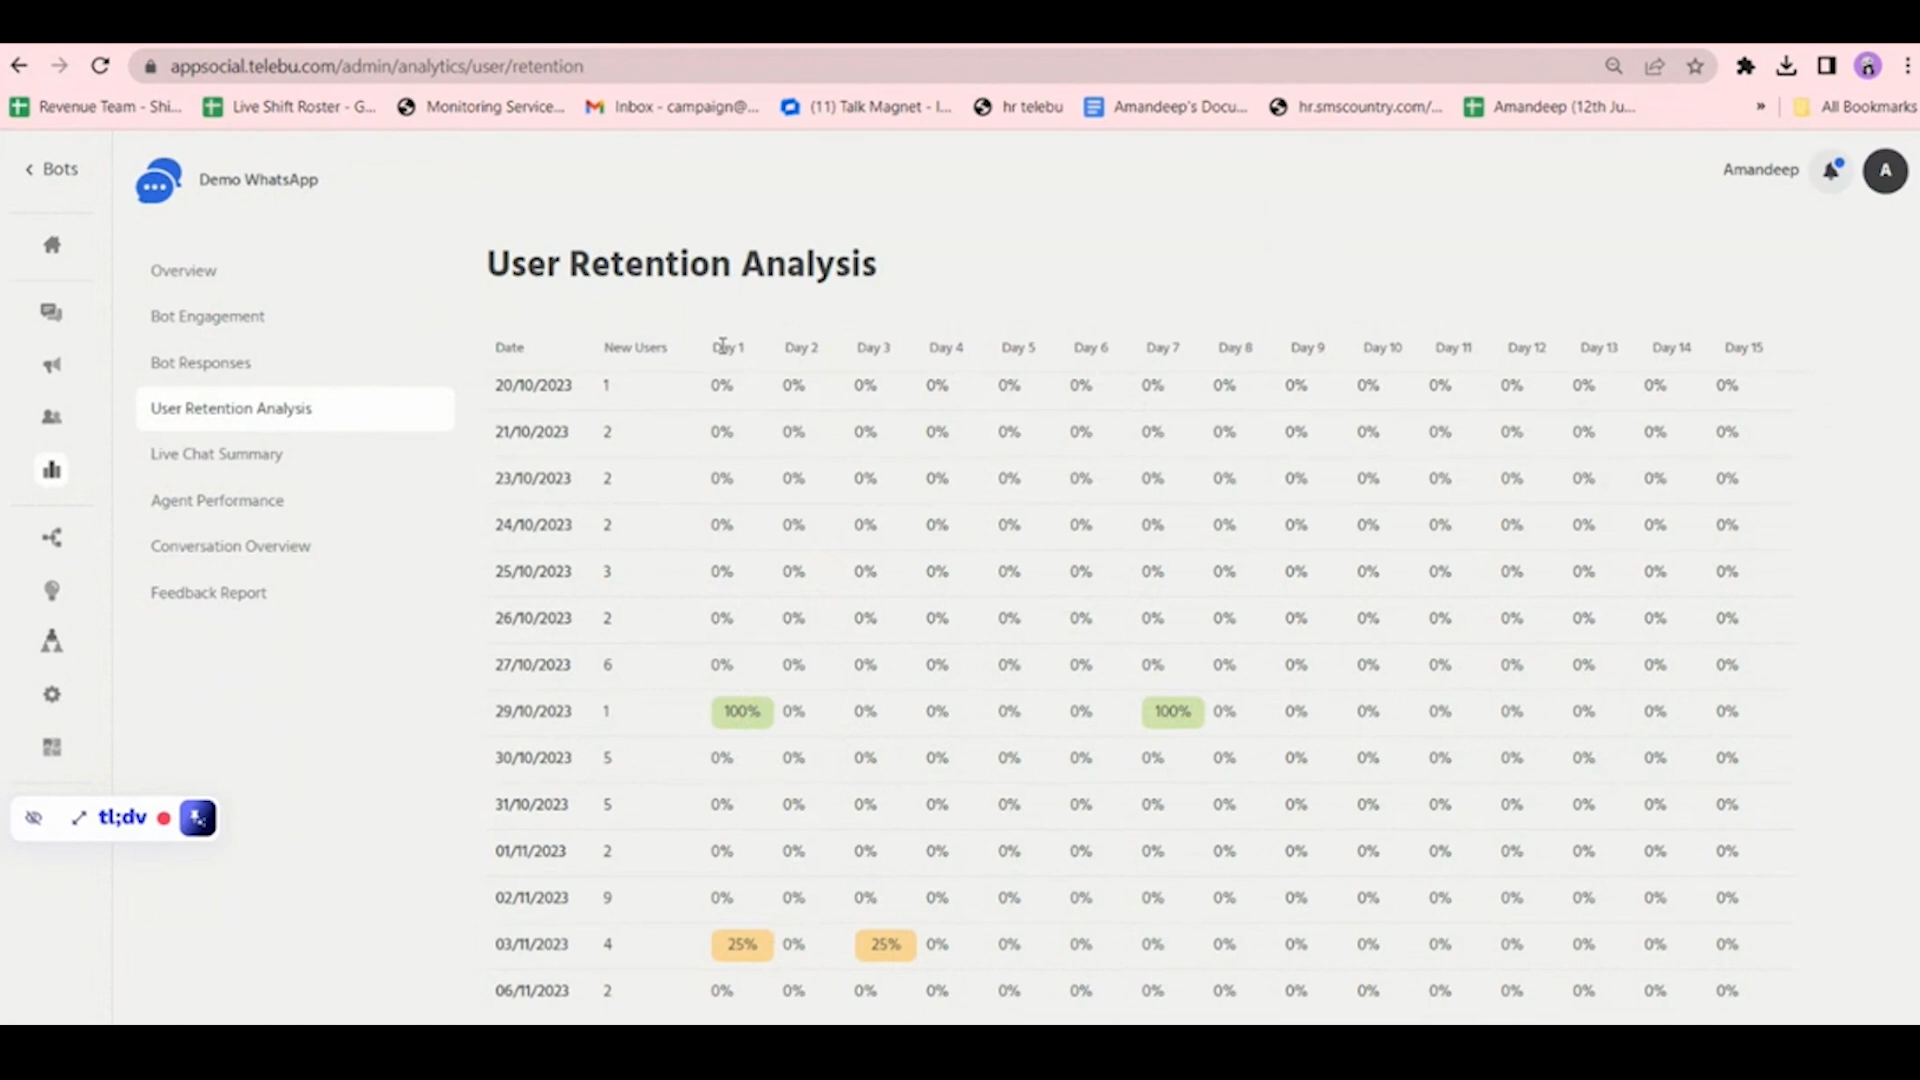 appsocial.telebu.com/admin/analytics/user/retention
Revenue Team - Shi... Live Shift Roster - G... Monitoring Service... Inbox - campaign@... (11) Talk Magnet - I... hr telebu Amandeep's Docu... hr.smscountry.com/... Amandeep (12th Ju... » All Bookmarks
Bots
Demo WhatsApp
Amandeep
A
Overview
Bot Engagement
Bot Responses
User Retention Analysis
Live Chat Summary
Agent Performance
Conversation Overview
Feedback Report
tl;dv
User Retention Analysis
Date New Users Day 1 Day 2 Day 3 Day 4 Day 5 Day 6 Day 7 Day 8 Day 9 Day 10 Day 11 Day 12 Day 13 Day 14 Day 15
20/10/2023 1 0% 0% 0% 0% 0% 0% 0% 0% 0% 0% 0% 0% 0% 0% 0%
21/10/2023 2 0% 0% 0% 0% 0% 0% 0% 0% 0% 0% 0% 0% 0% 0% 0%
23/10/2023 2 0% 0% 0% 0% 0% 0% 0% 0% 0% 0% 0% 0% 0% 0% 0%
24/10/2023 2 0% 0% 0% 0% 0% 0% 0% 0% 0% 0% 0% 0% 0% 0% 0%
25/10/2023 3 0% 0% 0% 0% 0% 0% 0% 0% 0% 0% 0% 0% 0% 0% 0%
26/10/2023 2 0% 0% 0% 0% 0% 0% 0% 0% 0% 0% 0% 0% 0% 0% 0%
27/10/2023 6 0% 0% 0% 0% 0% 0% 0% 0% 0% 0% 0% 0% 0% 0% 0%
29/10/2023 1 100% 0% 0% 0% 0% 0% 100% 0% 0% 0% 0% 0% 0% 0% 0%
30/10/2023 5 0% 0% 0% 0% 0% 0% 0% 0% 0% 0% 0% 0% 0% 0% 0%
31/10/2023 5 0% 0% 0% 0% 0% 0% 0% 0% 0% 0% 0% 0% 0% 0% 0%
01/11/2023 2 0% 0% 0% 0% 0% 0% 0% 0% 0% 0% 0% 0% 0% 0% 0%
02/11/2023 9 0% 0% 0% 0% 0% 0% 0% 0% 0% 0% 0% 0% 0% 0% 0%
03/11/2023 4 25% 0% 25% 0% 0% 0% 0% 0% 0% 0% 0% 0% 0% 0% 0%
06/11/2023 2 0% 0% 0% 0% 0% 0% 0% 0% 0% 0% 0% 0% 0% 0% 0%